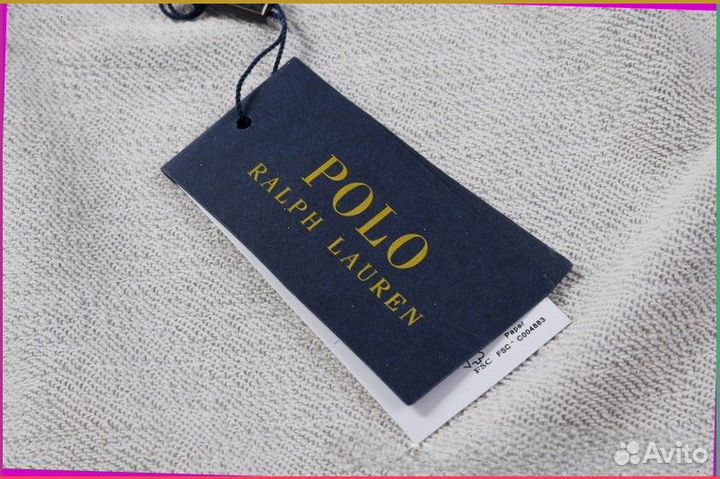 POLO
RALPH LAUREN
Paper
FSC FSC - C004883
Avito